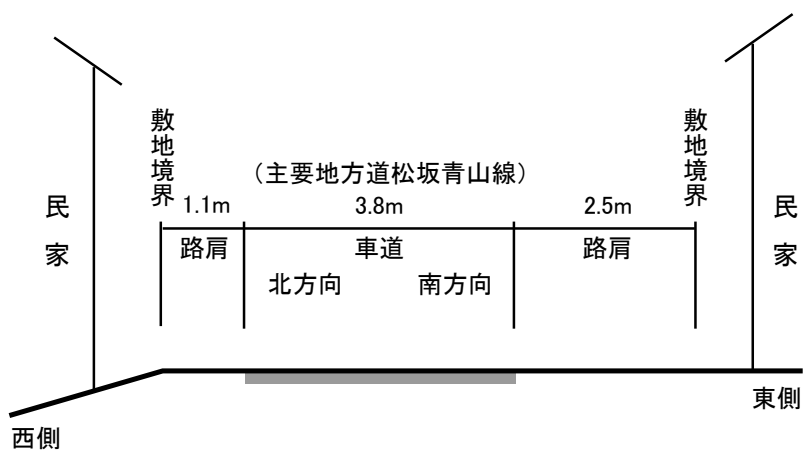 敷地境界
敷地境界
(主要地方道松坂青山線)
民家
1.1m
3.8m
2.5m
民家
路肩
車道
路肩
北方向
南方向
東側
西側